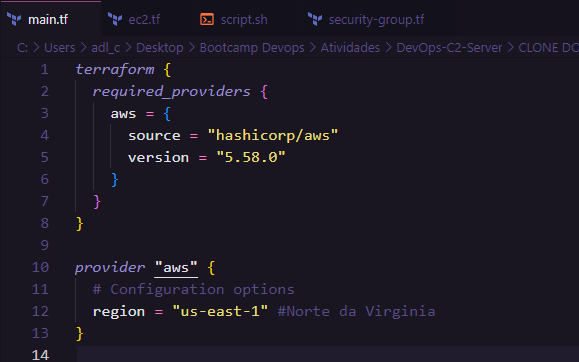 main.tf ec2.tf script.sh security-group.tf
C: > Users > adl_c > Desktop > Bootcamp Devops > Atividades > DevOps-C2-Server > CLONE DO
1 terraform {
2 required_providers {
3 aws = {
4 source = "hashicorp/aws"
5 version = "5.58.0"
6 }
7 }
8 }
9
10 provider "aws" {
11 # Configuration options
12 region = "us-east-1" #Norte da Virginia
13 }
14